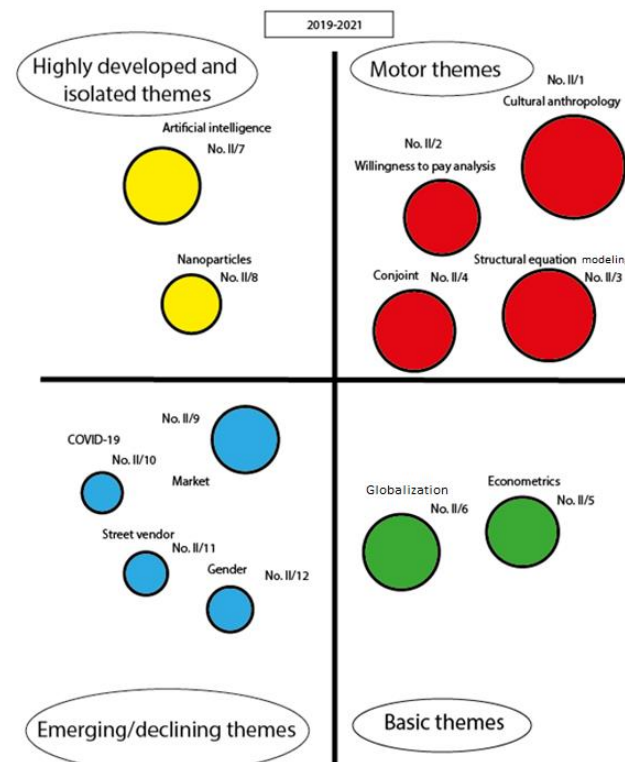 2019-2021
Highly developed and
isolated themes
Motor themes
No. II/1
Cultural anthropology
Artificial intelligence
No. II/7
No. II/2
Willingness to pay analysis
Nanoparticles
No. II/8
Structural equation modeling
No. II/3
Conjoint No. II/4
No. II/9
COVID-19
No. II/10
Market
Globalization
No. II/6
Econometrics
No. II/5
Street vendor
No. II/11
Gender
No. II/12
Emerging/declining themes
Basic themes